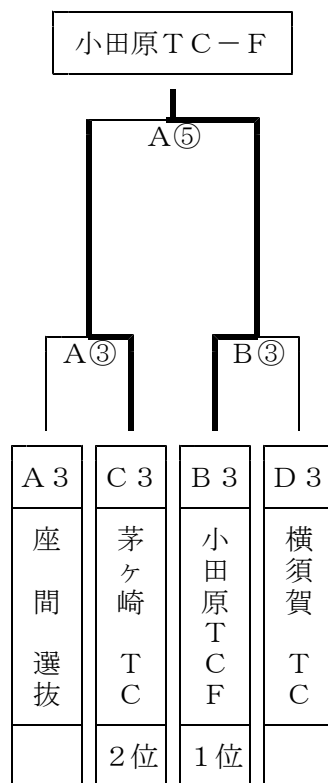 小田原ＴＣ－Ｆ
Ａ⑤
Ａ③
Ｂ③
Ａ３
Ｃ３
Ｂ３
Ｄ３
座間選抜
茅ヶ崎ＴＣ
小田原ＴＣＦ
横須賀ＴＣ
２位
１位